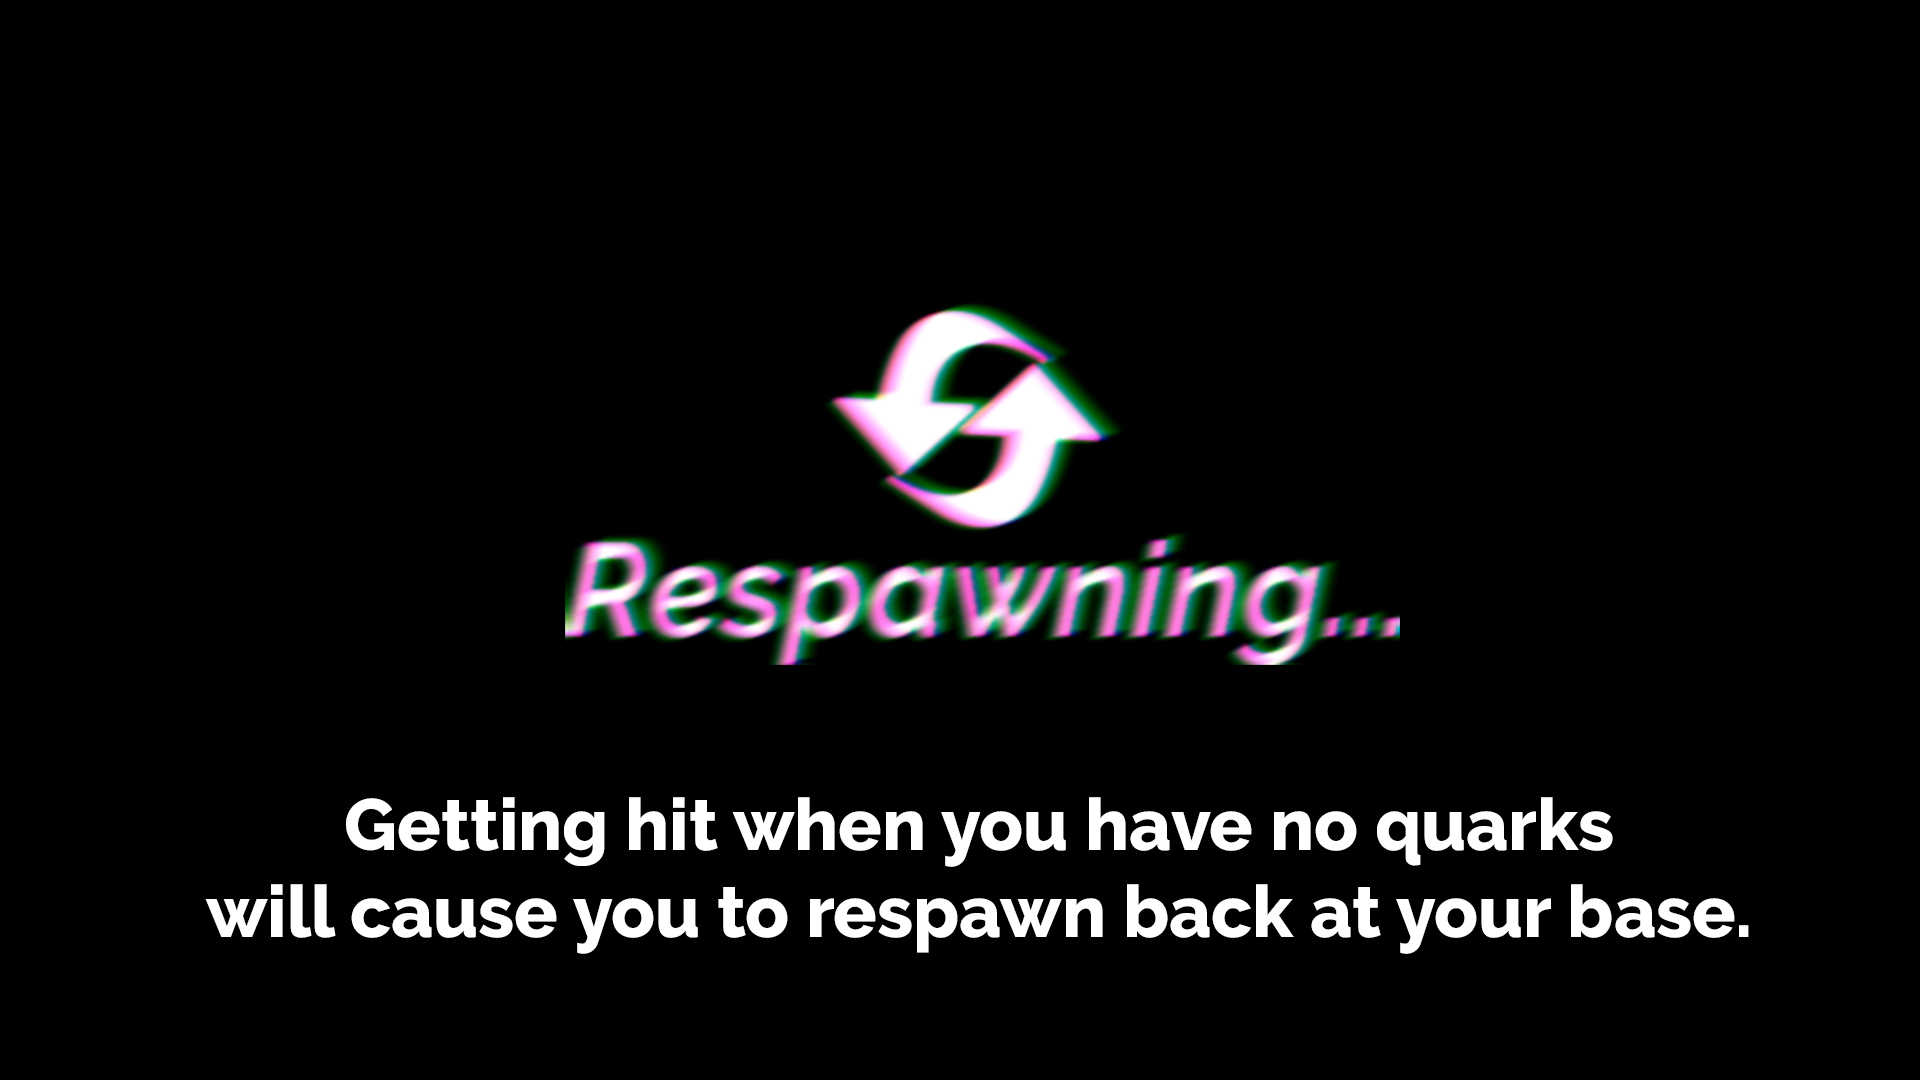 Respawning...
Getting hit when you have no quarks
will cause you to respawn back at your base.